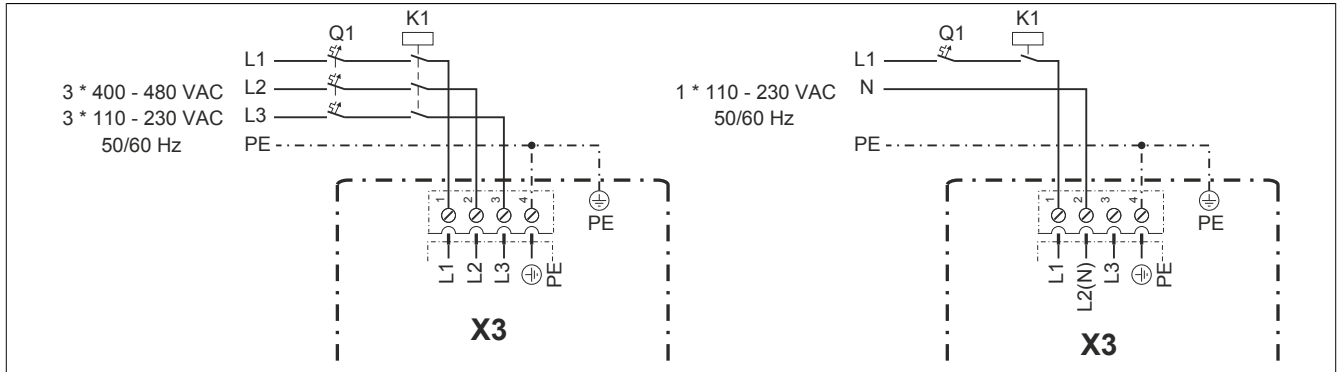 K1
Q1
L1
3 * 400 - 480 VAC L2
3 * 110 - 230 VAC L3
50/60 Hz PE
1 2 3 4
PE
L1 L2 L3 PE
X3
K1
Q1
L1
1 * 110 - 230 VAC N
50/60 Hz
PE
1 2 3 4
PE
L1 L2(N) L3 PE
X3